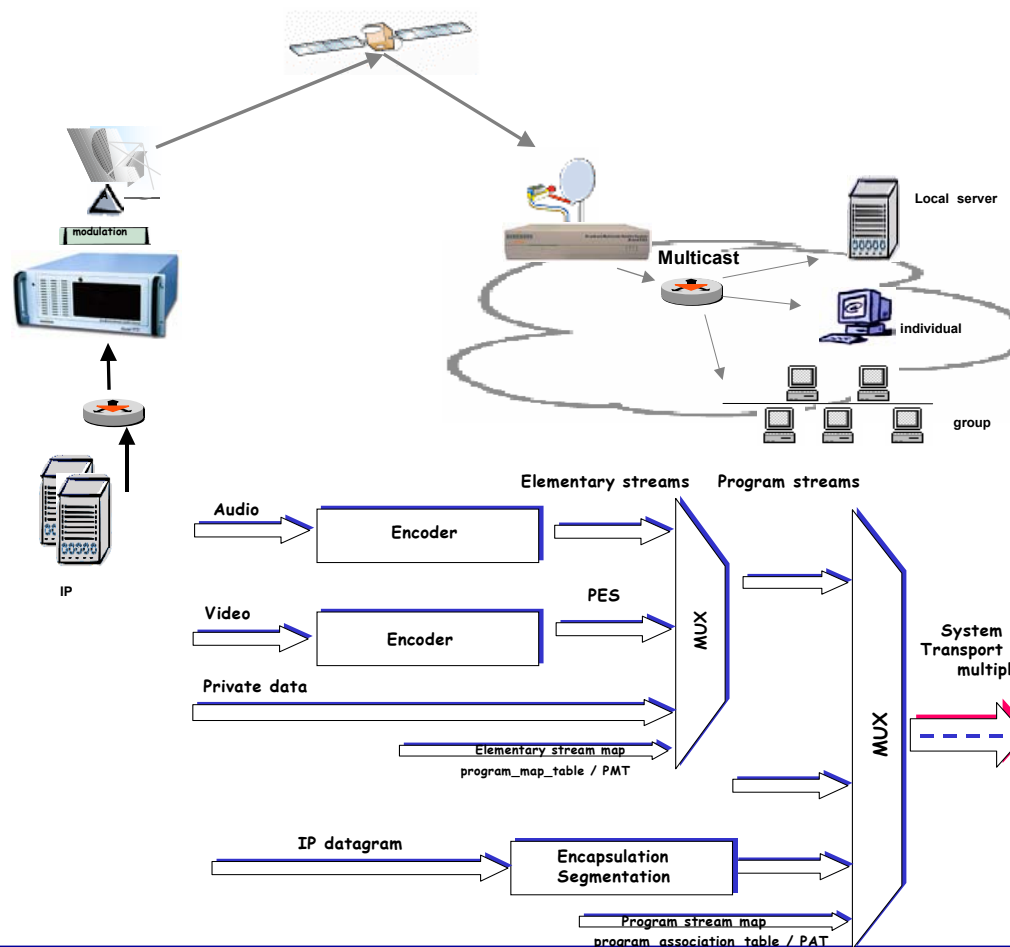 modulation
Local server
Multicast
individual
group
IP
Elementary streams
Program streams
Audio
Encoder
PES
Video
Encoder
MUX
System
Transport
multipl
Private data
Elementary stream map
program_map_table / PMT
MUX
IP datagram
Encapsulation
Segmentation
Program stream map
program_association_table / PAT